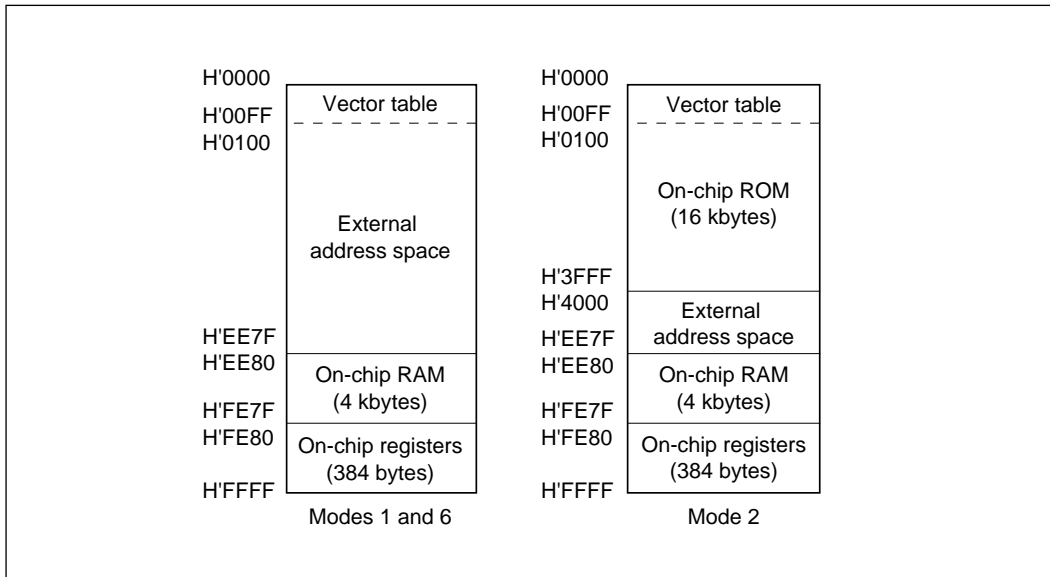 H'0000
Vector table
H'00FF
H'0100
External
address space
H'EE7F
H'EE80
On-chip RAM
(4 kbytes)
H'FE7F
H'FE80
On-chip registers
(384 bytes)
H'FFFF
Modes 1 and 6
H'0000
Vector table
H'00FF
H'0100
On-chip ROM
(16 kbytes)
H'3FFF
H'4000
External
address space
H'EE7F
H'EE80
On-chip RAM
(4 kbytes)
H'FE7F
H'FE80
On-chip registers
(384 bytes)
H'FFFF
Mode 2